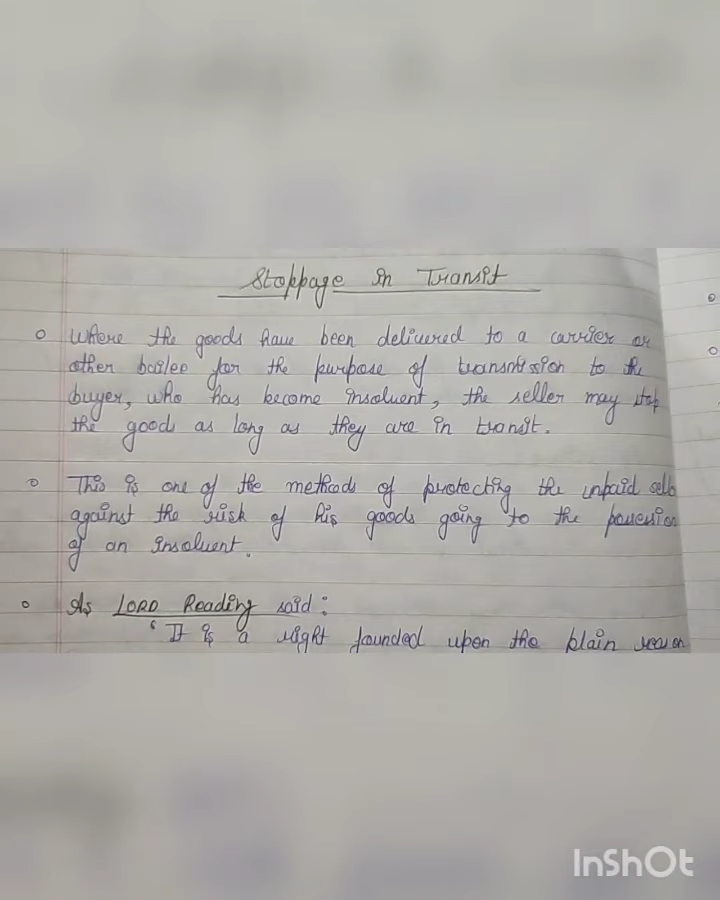 Stoppage in Transit
Where the goods have been delivered to a carrier or
other bailee for the purpose of transmission to the
buyer, who has become insolvent, the seller may stop
the goods as long as they are in transit.
This is one of the methods of protecting the unpaid selle
against the risk of his goods going to the possession
of an insolvent.
As LORD Reading said:
"It is a right founded upon the plain reason
InShOt